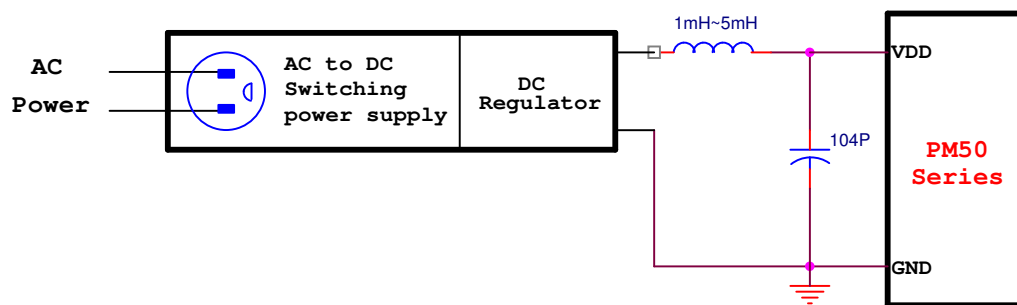 AC
Power
AC to DC
Switching
power supply
DC
Regulator
1mH~5mH
104P
VDD
PM50
Series
GND